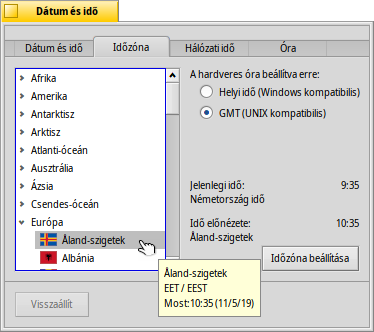 Dátum és idő
Dátum és idő
Időzóna
Hálózati idő
Óra
Afrika
Amerika
Antarktisz
Arktisz
Atlanti-óceán
Ausztrália
Ázsia
Csendes-óceán
Európa
Åland-szigetek
Albánia
A hardveres óra beállítva erre:
Helyi idő (Windows kompatibilis)
GMT (UNIX kompatibilis)
Jelenlegi idő: 9:35
Németország idő
Idő előnézete: 10:35
Åland-szigetek
Időzóna beállítása
Åland-szigetek
EET / EEST
Most:10:35 (11/5/19)
Visszaállít